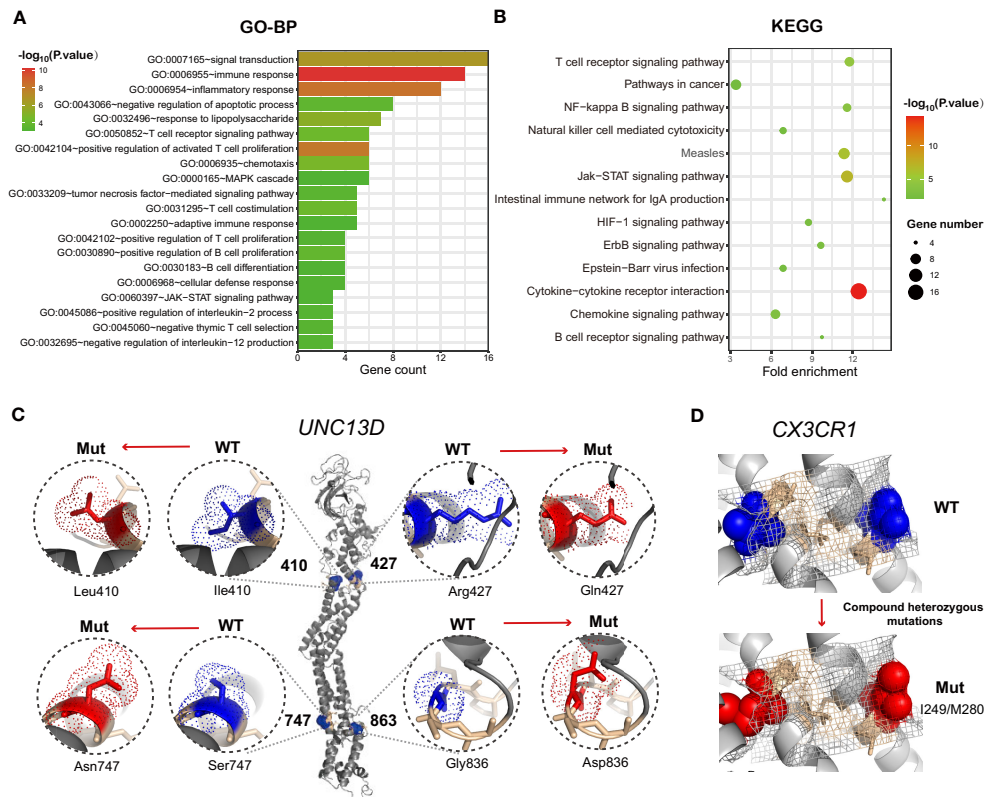 A
GO-BP
-log10(P.value)
10
8
6
4
GO:0007165~signal transduction
GO:0006955~immune response
GO:0006954~inflammatory response
GO:0043066~negative regulation of apoptotic process
GO:0032496~response to lipopolysaccharide
GO:0050852~T cell receptor signaling pathway
GO:0042104~positive regulation of activated T cell proliferation
GO:0006935~chemotaxis
GO:0000165~MAPK cascade
GO:0033209~tumor necrosis factor−mediated signaling pathway
GO:0031295~T cell costimulation
GO:0002250~adaptive immune response
GO:0042102~positive regulation of T cell proliferation
GO:0030890~positive regulation of B cell proliferation
GO:0030183~B cell differentiation
GO:0006968~cellular defense response
GO:0060397~JAK−STAT signaling pathway
GO:0045086~positive regulation of interleukin−2 process
GO:0045060~negative thymic T cell selection
GO:0032695~negative regulation of interleukin−12 production
0 4 8 12 16
Gene count
B
KEGG
T cell receptor signaling pathway
Pathways in cancer
NF−kappa B signaling pathway
Natural killer cell mediated cytotoxicity
Measles
Jak−STAT signaling pathway
Intestinal immune network for IgA production
HIF−1 signaling pathway
ErbB signaling pathway
Epstein−Barr virus infection
Cytokine−cytokine receptor interaction
Chemokine signaling pathway
B cell receptor signaling pathway
3 6 9 12
Fold enrichment
-log10(P.value)
10
5
Gene number
4
8
12
16
C
UNC13D
Mut
WT
WT
Mut
410
427
Leu410
Ile410
Arg427
Gln427
Mut
WT
WT
Mut
747
863
Asn747
Ser747
Gly836
Asp836
D
CX3CR1
WT
Compound heterozygous
mutations
Mut
I249/M280